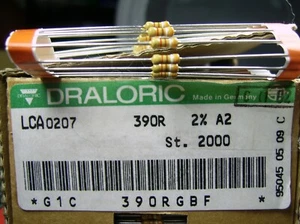 DRALORIC Made in Germany
LCA0207 390R 2% A2
St. 2000
*G1C 390RGBF *
95045 05 09 C